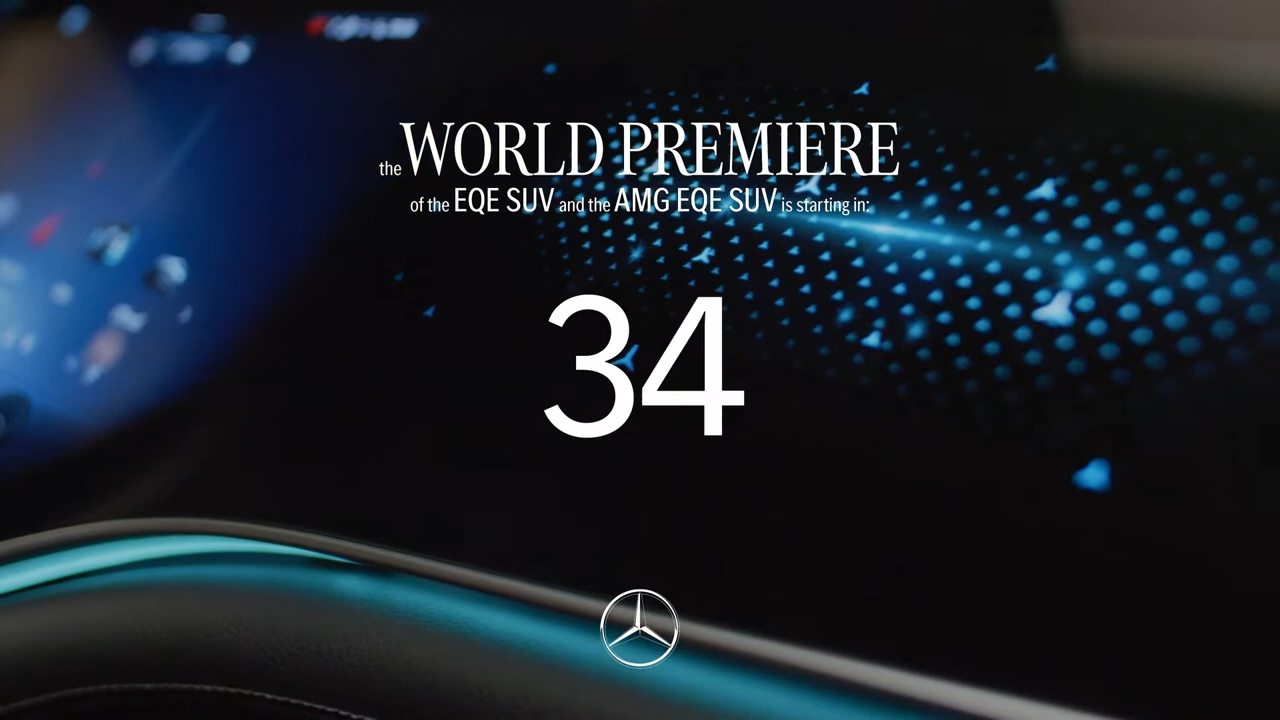 the WORLD PREMIERE
of the EQE SUV and the AMG EQE SUV is starting in:
34